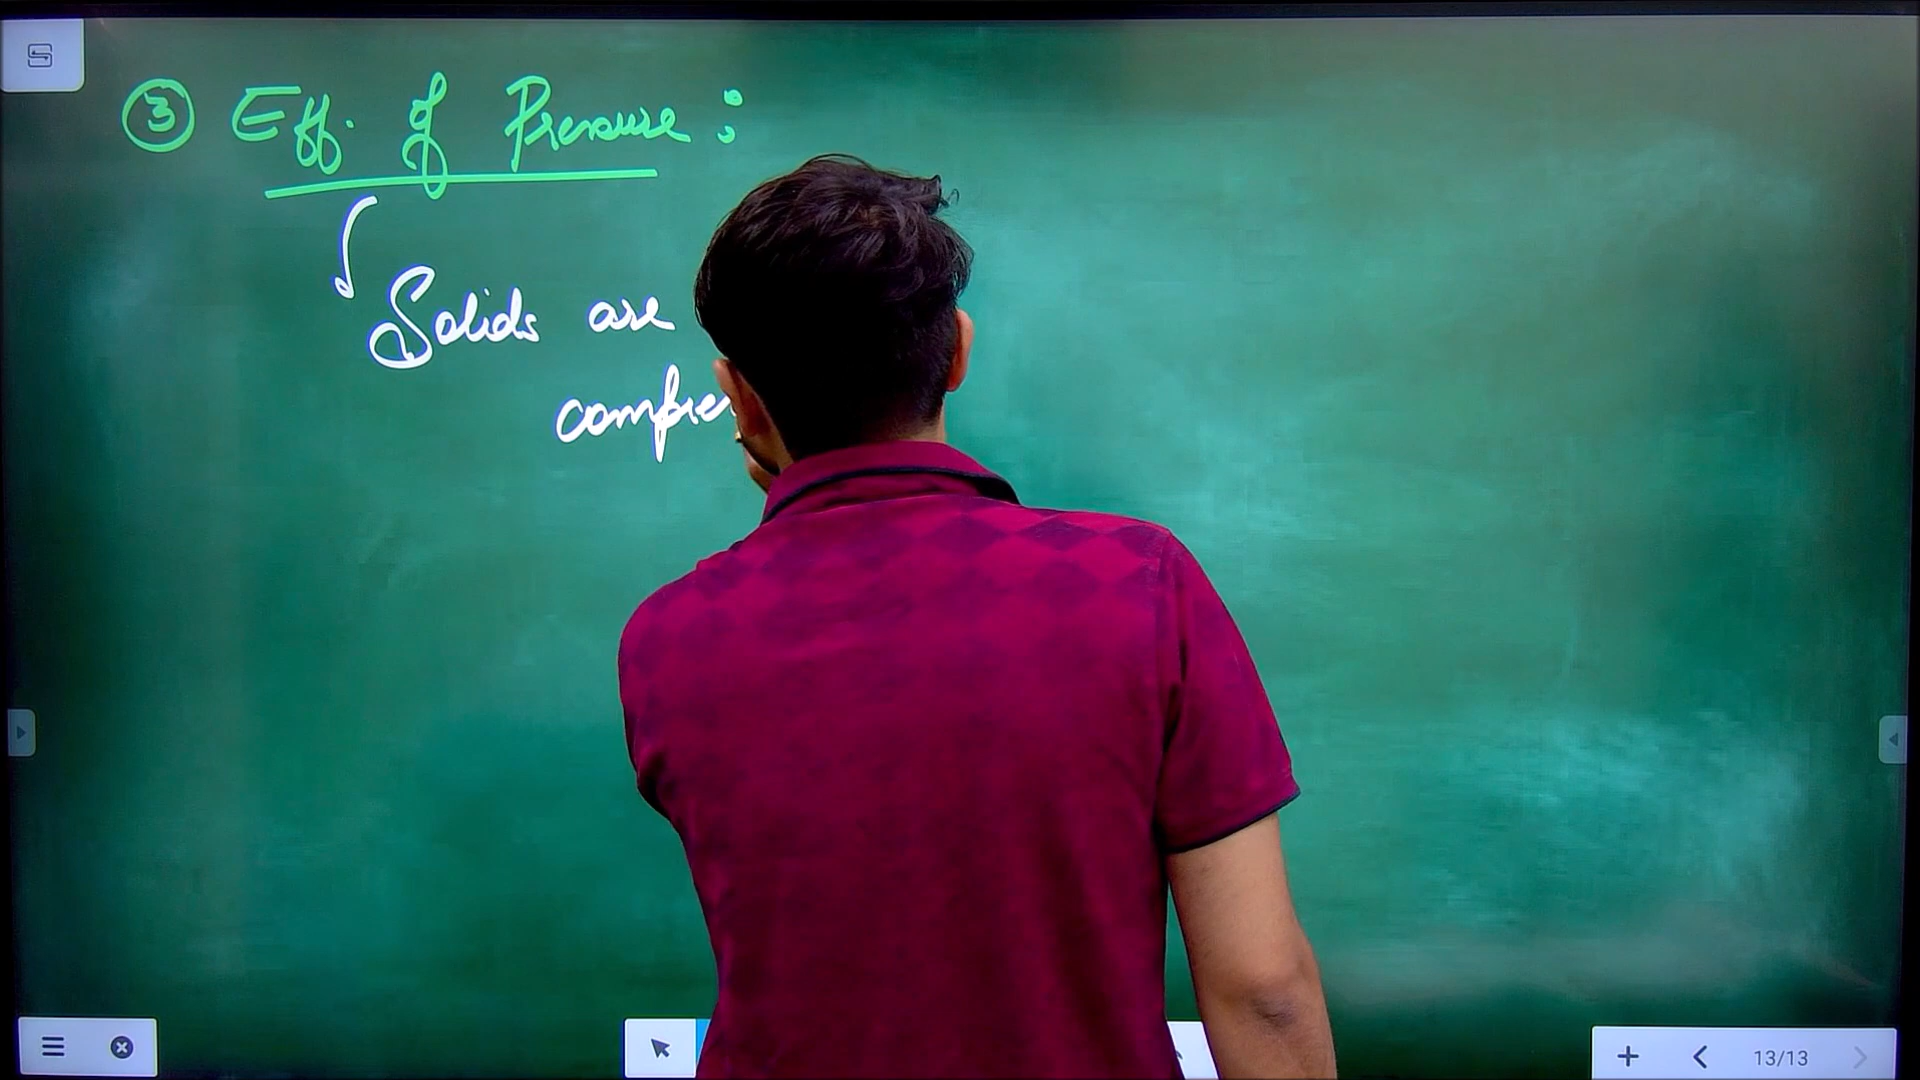 ③ Eff. of Pressure :
Solids are
compre
13/13